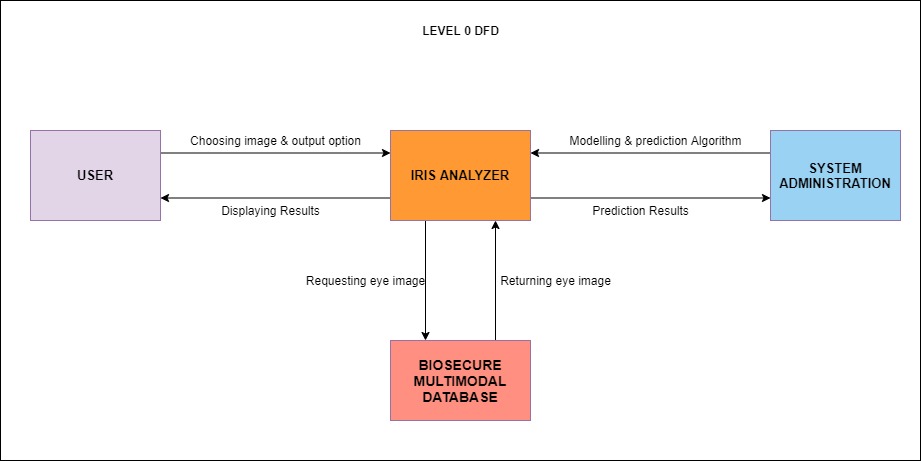 LEVEL 0 DFD
Choosing image & output option
Modelling & prediction Algorithm
USER
IRIS ANALYZER
SYSTEM
ADMINISTRATION
Displaying Results
Prediction Results
Requesting eye image
Returning eye image
BIOSECURE
MULTIMODAL
DATABASE